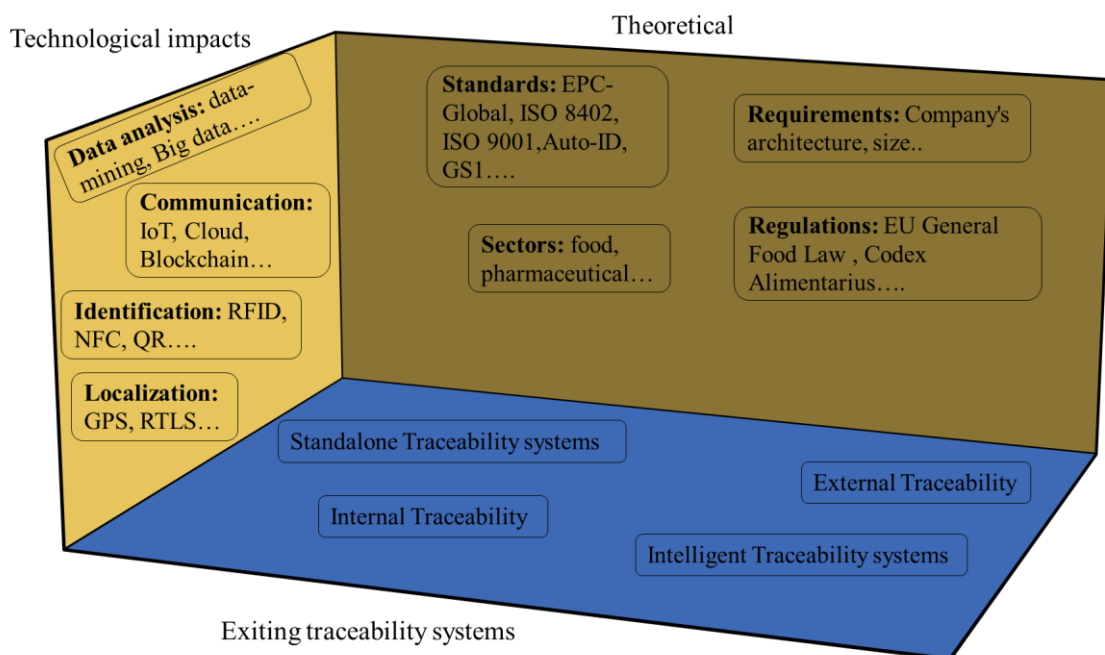 Technological impacts
Theoretical
Data analysis: data-
mining, Big data….
Communication:
IoT, Cloud,
Blockchain…
Identification: RFID,
NFC, QR….
Localization:
GPS, RTLS…
Standards: EPC-
Global, ISO 8402,
ISO 9001,Auto-ID,
GS1….
Requirements: Company's
architecture, size..
Sectors: food,
pharmaceutical…
Regulations: EU General
Food Law , Codex
Alimentarius….
Standalone Traceability systems
External Traceability
Internal Traceability
Intelligent Traceability systems
Exiting traceability systems